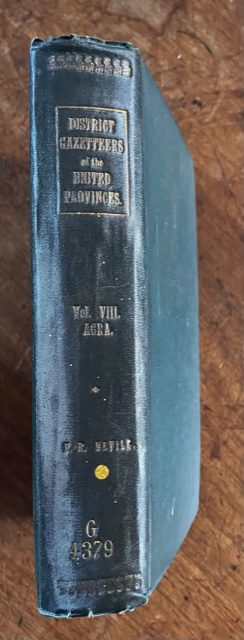 DISTRICT
GAZETTEERS
of the
UNITED
PROVINCES.
Vol. VIII.
AGRA.
H. R. NEVILL.
G
4379